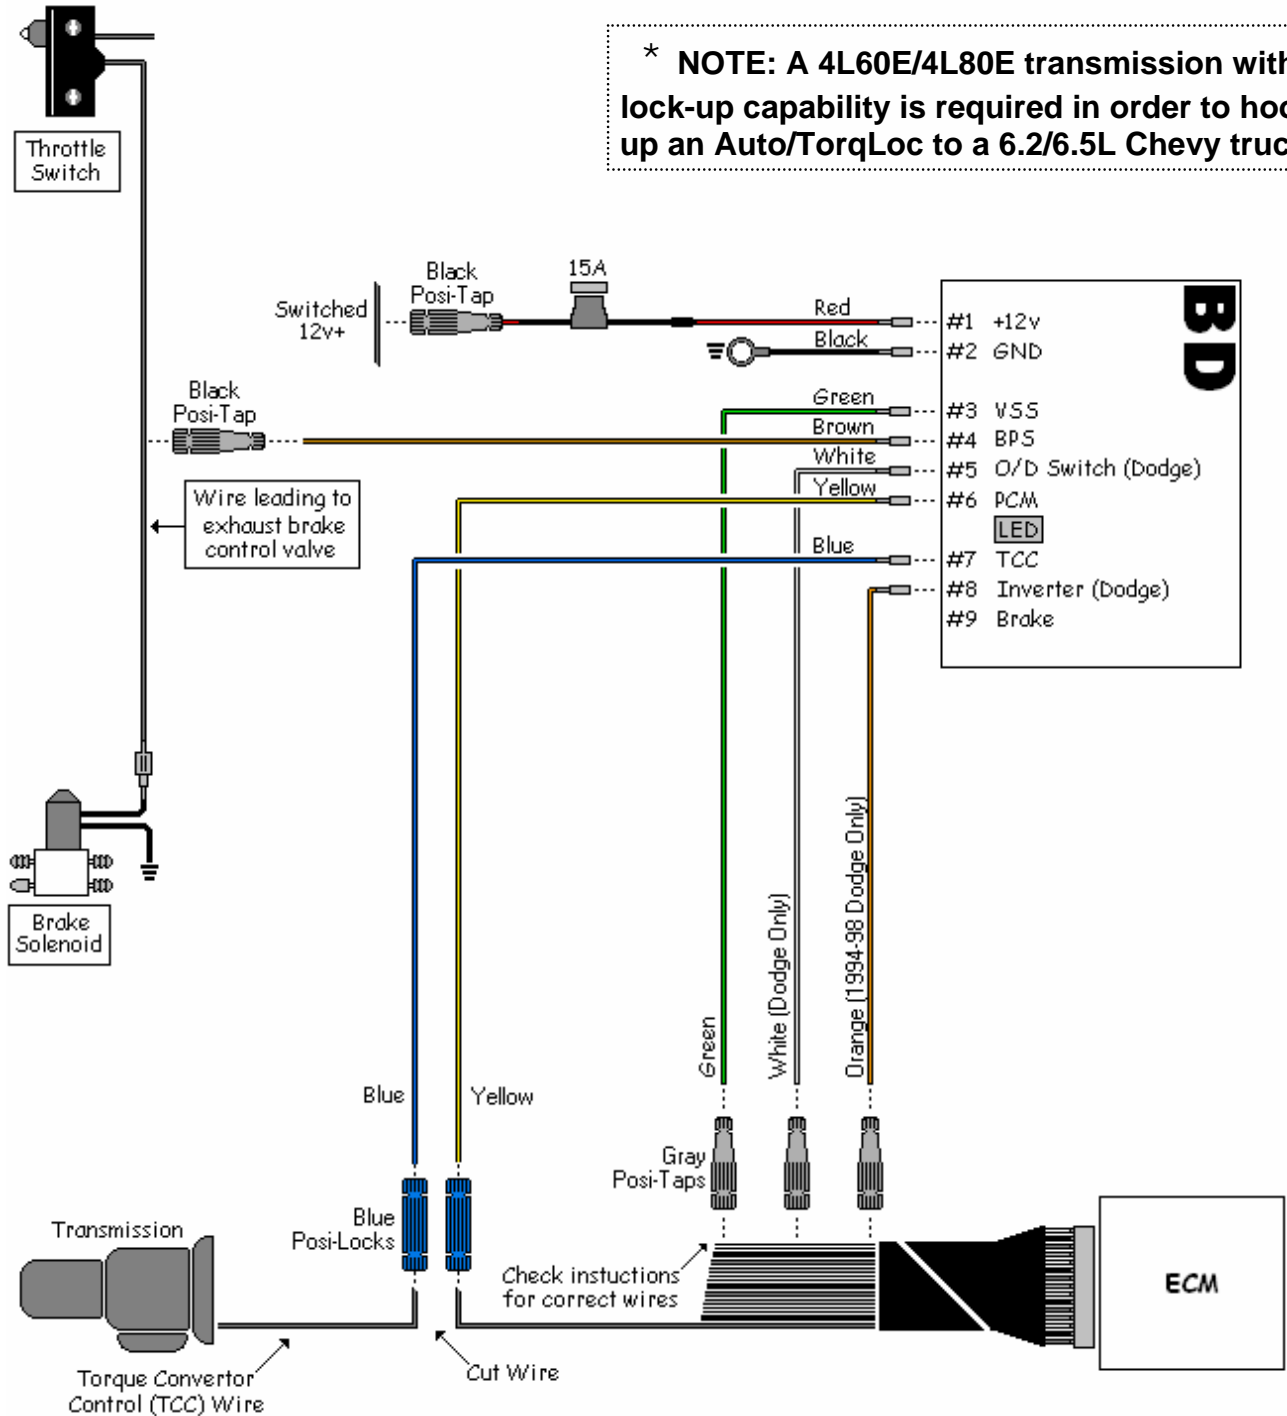 * NOTE: A 4L60E/4L80E transmission with
lock-up capability is required in order to hoo
up an Auto/TorqLoc to a 6.2/6.5L Chevy truc
Throttle
Switch
Switched
12v+
Black
Posi-Tap
15A
Red
Black
#1 +12v
#2 GND
BD
Black
Posi-Tap
Green
Brown
White
Yellow
Blue
#3 VSS
#4 BPS
#5 O/D Switch (Dodge)
#6 PCM
LED
#7 TCC
#8 Inverter (Dodge)
#9 Brake
Wire leading to
exhaust brake
control valve
Brake
Solenoid
Green
White (Dodge Only)
Orange (1994-98 Dodge Only)
Blue
Yellow
Gray
Posi-Taps
Blue
Posi-Locks
Transmission
Check instuctions
for correct wires
ECM
Torque Convertor
Control (TCC) Wire
Cut Wire